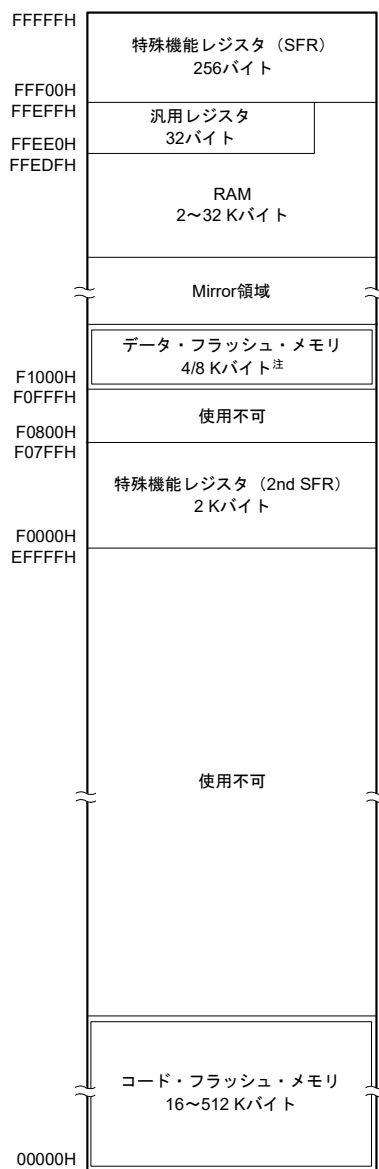 FFFFFH
特殊機能レジスタ（SFR）
256バイト
FFF00H
FFEFFH
汎用レジスタ
32バイト
FFEE0H
FFEDFH
RAM
2～32 Kバイト
Mirror領域
データ・フラッシュ・メモリ
4/8 Kバイト注
F1000H
F0FFFH
使用不可
F0800H
F07FFH
特殊機能レジスタ（2nd SFR）
2 Kバイト
F0000H
EFFFFH
使用不可
コード・フラッシュ・メモリ
16～512 Kバイト
00000H